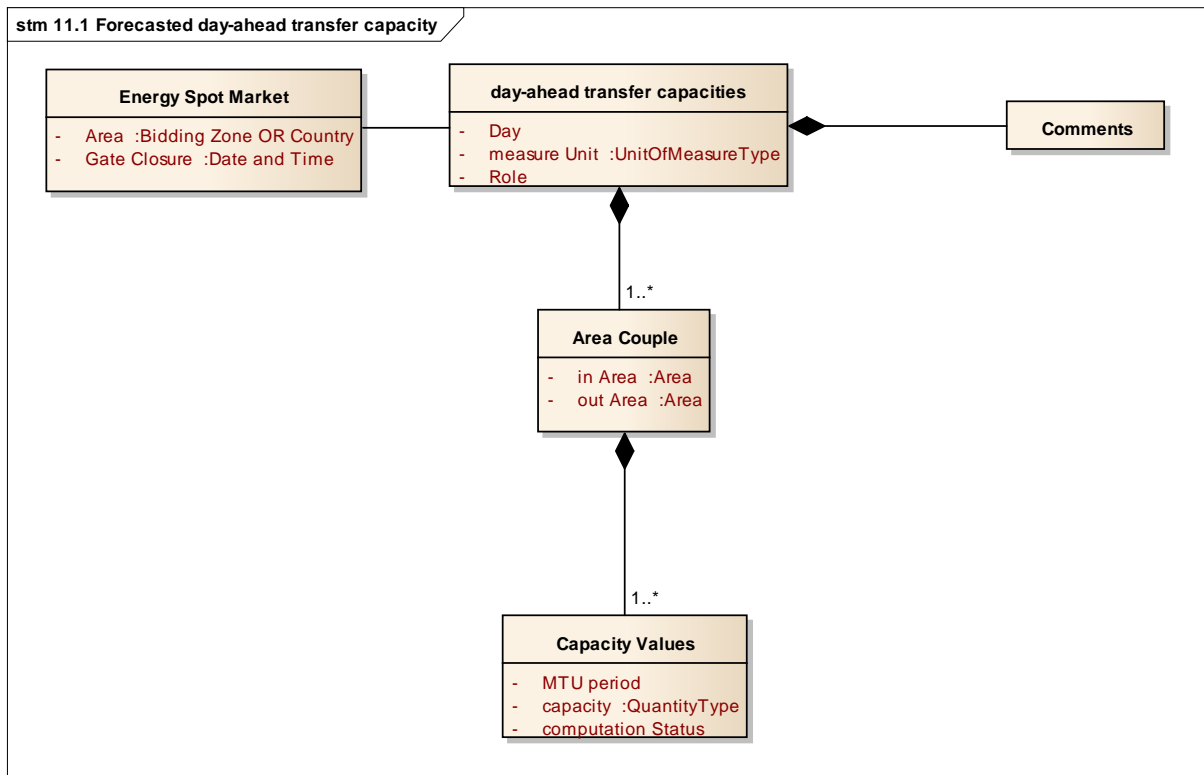 stm 11.1 Forecasted day-ahead transfer capacity
Energy Spot Market
- Area :Bidding Zone OR Country
- Gate Closure :Date and Time
day-ahead transfer capacities
- Day
- measure Unit :UnitOfMeasureType
- Role
Comments
1..*
Area Couple
- in Area :Area
- out Area :Area
1..*
Capacity Values
- MTU period
- capacity :QuantityType
- computation Status